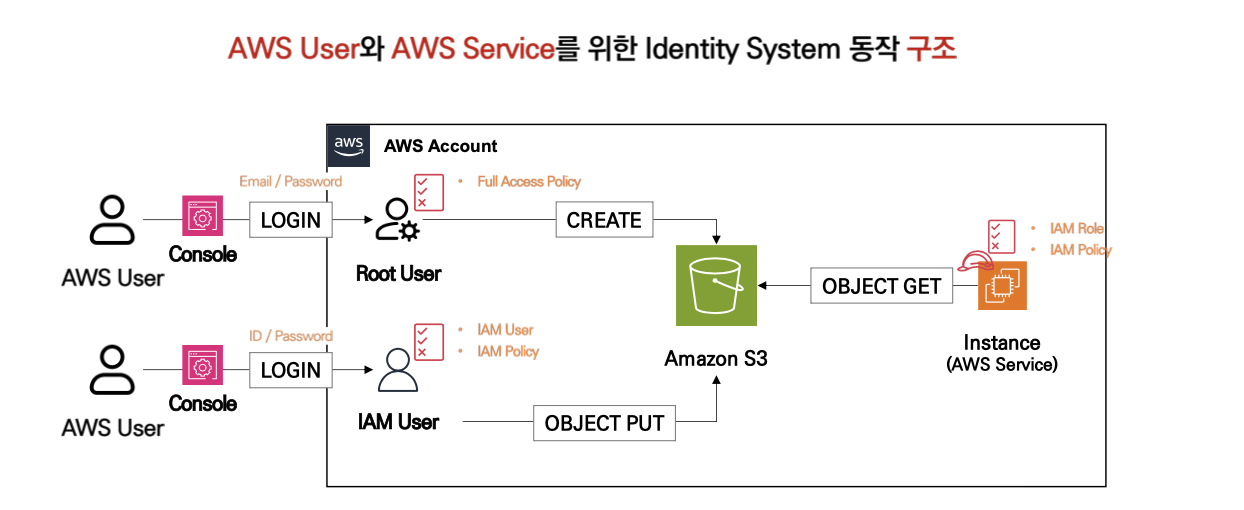 AWS User와 AWS Service를 위한 Identity System 동작 구조
aws
AWS Account
Email / Password
• Full Access Policy
LOGIN
CREATE
Console
AWS User
Root User
• IAM Role
• IAM Policy
OBJECT GET
Instance
(AWS Service)
Amazon S3
ID / Password
• IAM User
• IAM Policy
LOGIN
Console
AWS User
IAM User
OBJECT PUT